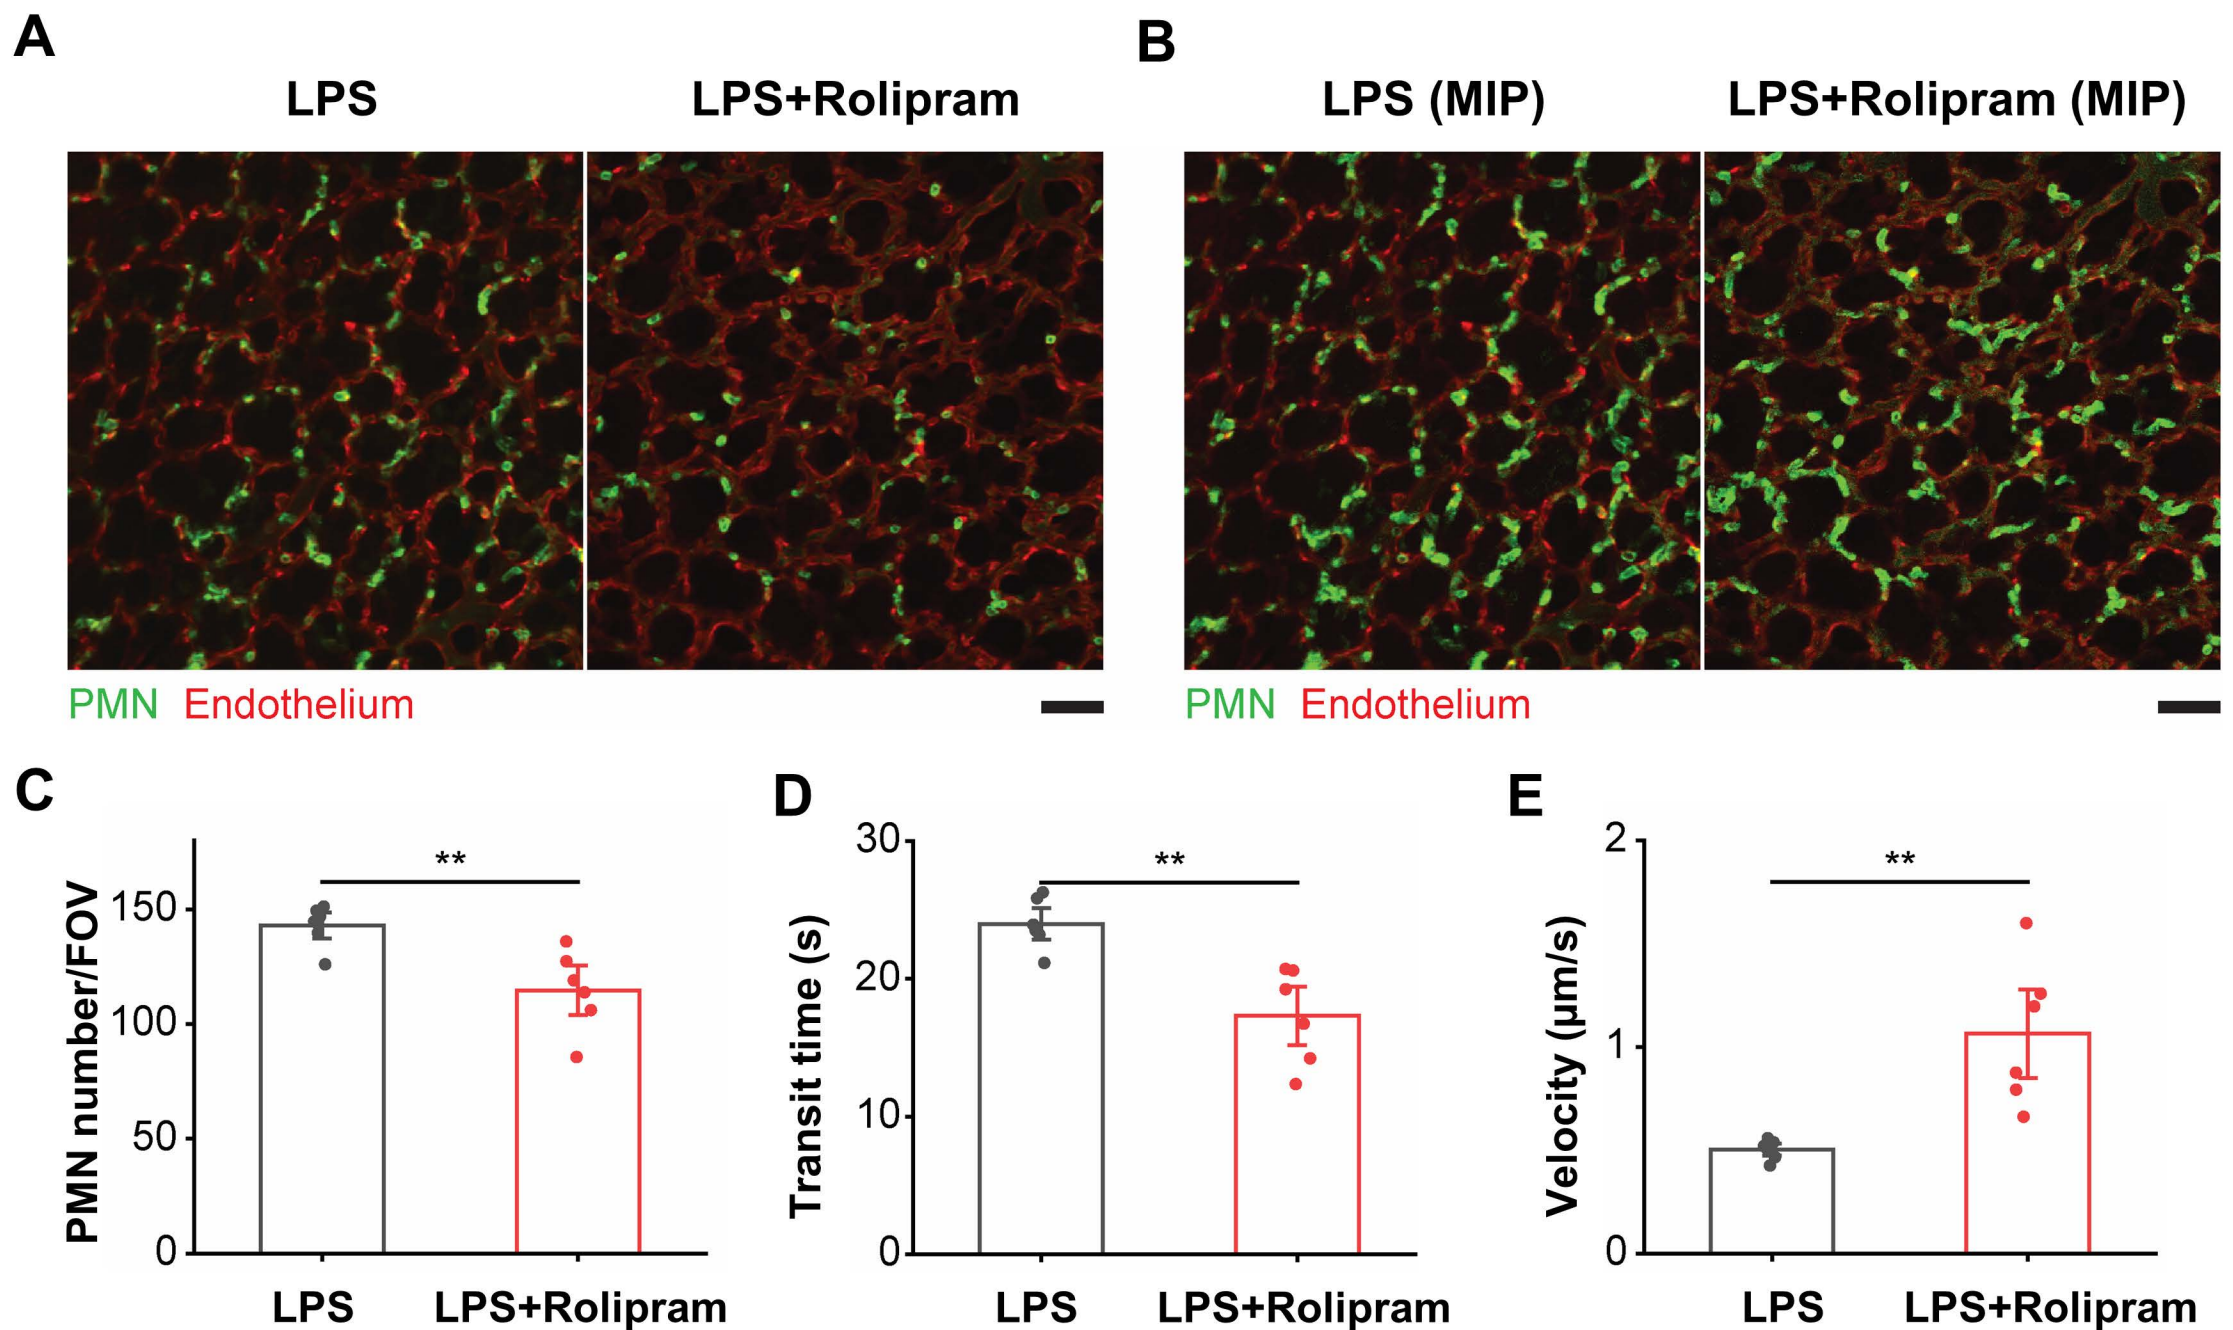 A
B
LPS
LPS+Rolipram
LPS (MIP)
LPS+Rolipram (MIP)
PMN Endothelium
PMN Endothelium
C
PMN number/FOV
150
100
50
0
**
LPS
LPS+Rolipram
D
Transit time (s)
30
20
10
0
**
LPS
LPS+Rolipram
E
Velocity (µm/s)
2
1
0
**
LPS
LPS+Rolipram